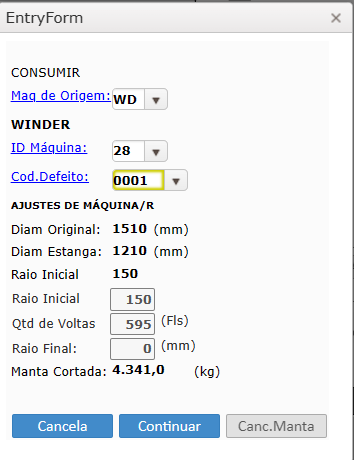 EntryForm ×
CONSUMIR
Maq de Origem: WD
WINDER
ID Máquina: 28
Cod.Defeito: 0001
AJUSTES DE MÁQUINA/R
Diam Original: 1510 (mm)
Diam Estanga: 1210 (mm)
Raio Inicial 150
Raio Inicial 150
Qtd de Voltas 595 (Fls)
Raio Final: 0 (mm)
Manta Cortada: 4.341,0 (kg)
Cancela Continuar Canc.Manta